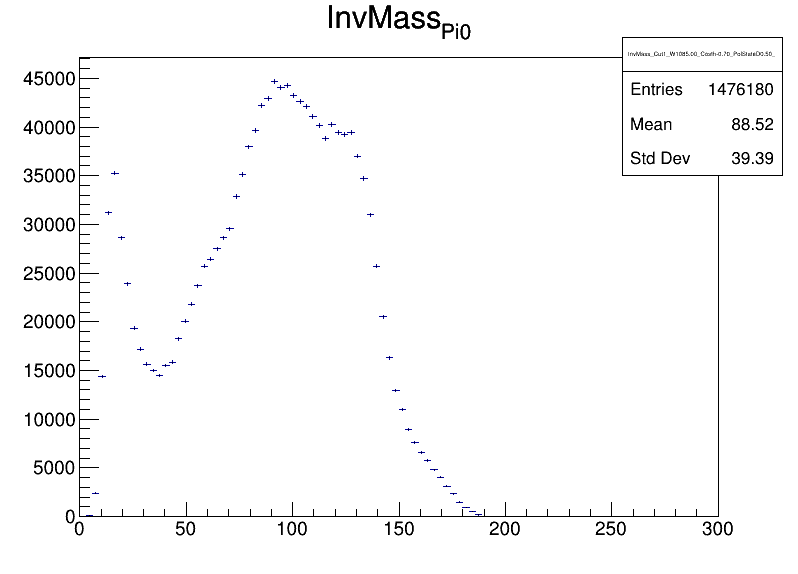 InvMass_Pi0
InvMass_Cut1_W1085.00_Costh-0.70_PolStateD0.50_
Entries 1476180
Mean 88.52
Std Dev 39.39
45000
40000
35000
30000
25000
20000
15000
10000
5000
0
0 50 100 150 200 250 300